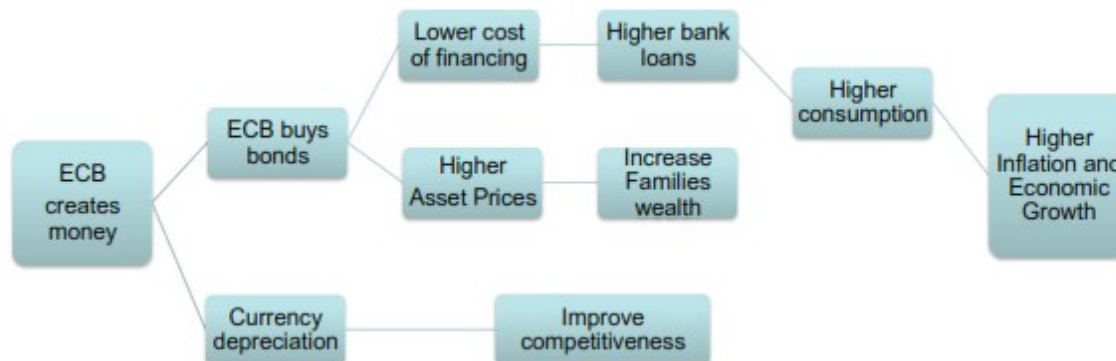 ECB
creates
money
ECB buys
bonds
Lower cost
of financing
Higher bank
loans
Higher
Asset Prices
Increase
Families
wealth
Higher
consumption
Higher
Inflation and
Economic
Growth
Currency
depreciation
Improve
competitiveness